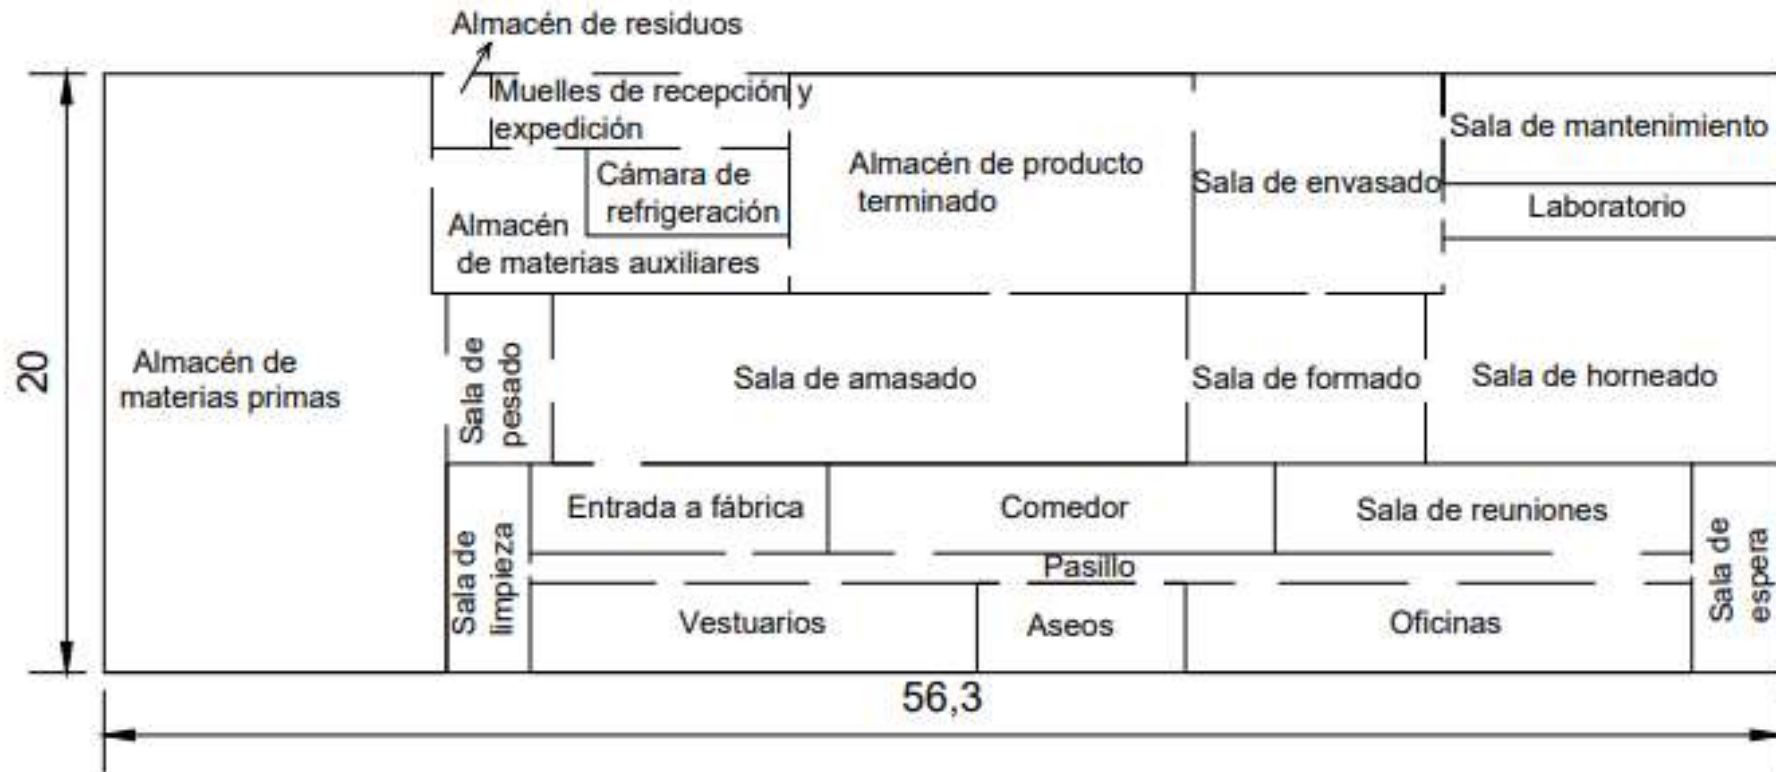 Almacén de residuos
Muelles de recepción y
expedición
Sala de mantenimiento
Almacén de producto
terminado
Cámara de
refrigeración
Sala de envasado
Laboratorio
Almacén
de materias auxiliares
20
Almacén de
materias primas
Sala de
pesado
Sala de amasado
Sala de formado
Sala de horneado
Sala de
limpieza
Entrada a fábrica
Comedor
Sala de reuniones
Sala de
espera
Pasillo
Vestuarios
Aseos
Oficinas
56,3